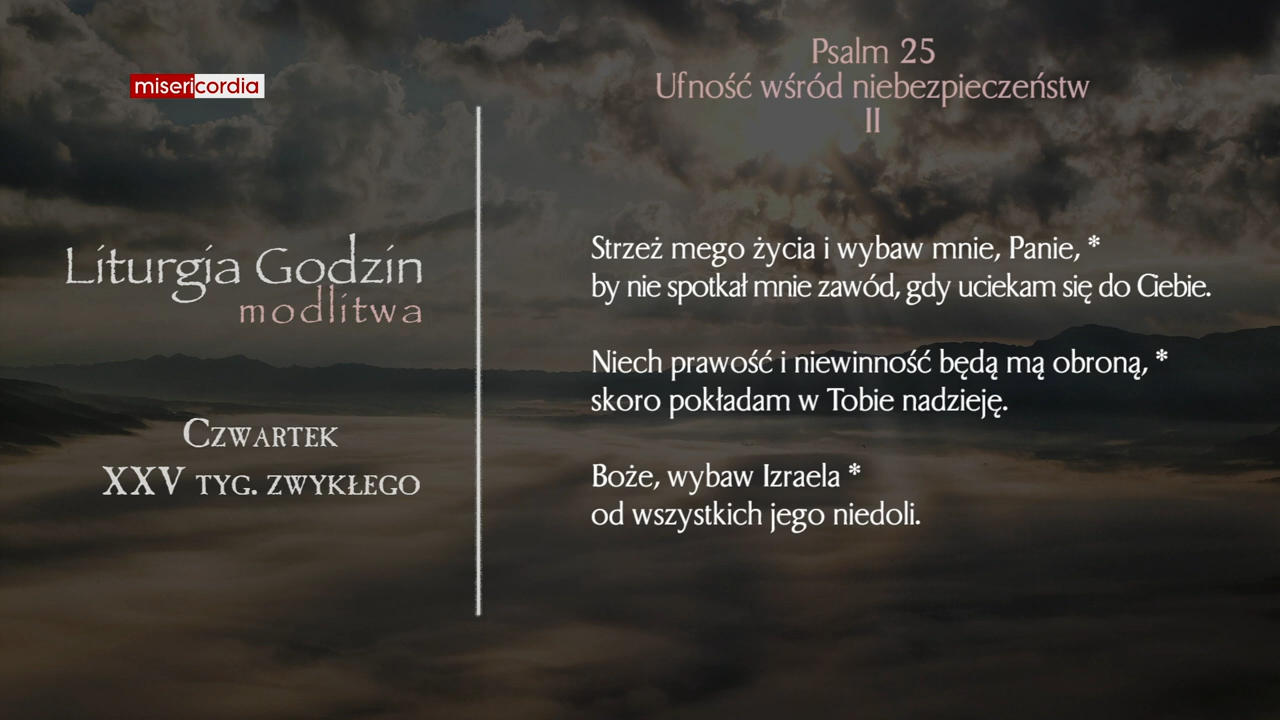 misericordia
Liturgia Godzin
modlitwa
Czwartek
XXV tyg. zwykłego
Psalm 25
Ufność wśród niebezpieczeństw
II
Strzeż mego życia i wybaw mnie, Panie, *
by nie spotkał mnie zawód, gdy uciekam się do Ciebie.
Niech prawość i niewinność będą mą obroną, *
skoro pokładam w Tobie nadzieję.
Boże, wybaw Izraela *
od wszystkich jego niedoli.